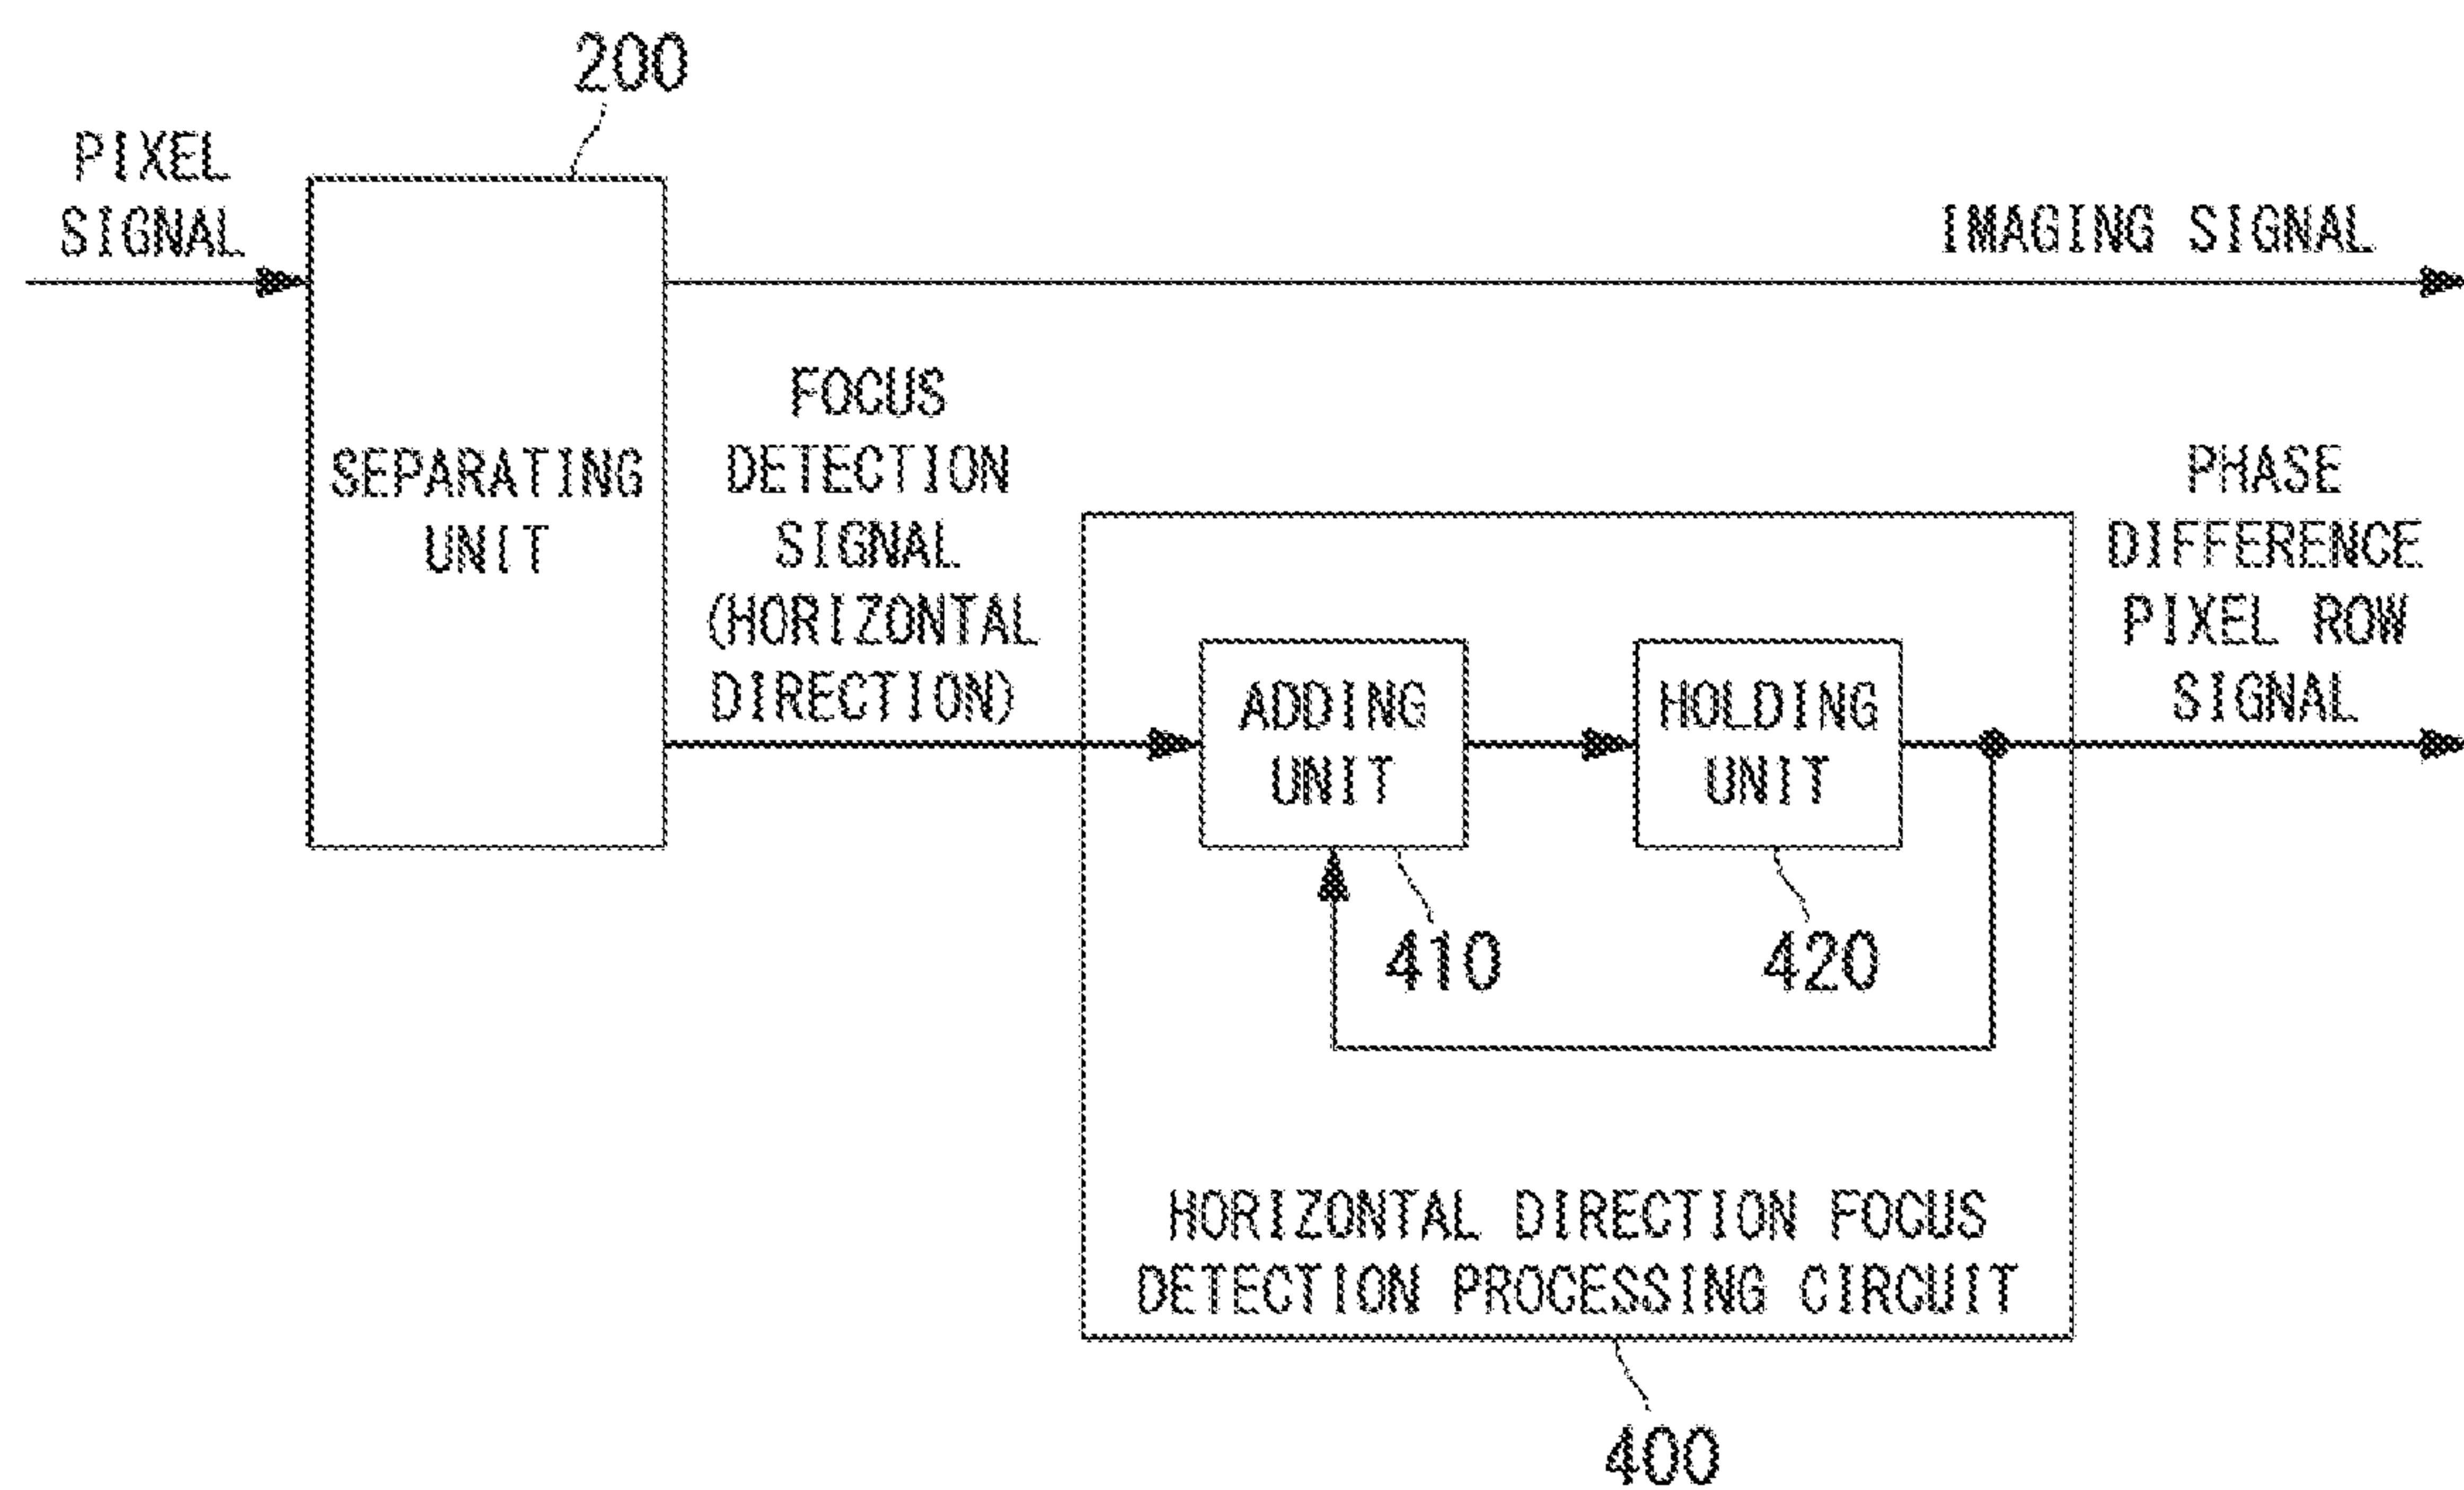 200
PIXEL
SIGNAL
IMAGING SIGNAL
SEPARATING
UNIT
FOCUS
DETECTION
SIGNAL
(HORIZONTAL
DIRECTION)
PHASE
DIFFERENCE
PIXEL ROW
SIGNAL
ADDING
UNIT
HOLDING
UNIT
410
420
HORIZONTAL DIRECTION FOCUS
DETECTION PROCESSING CIRCUIT
400